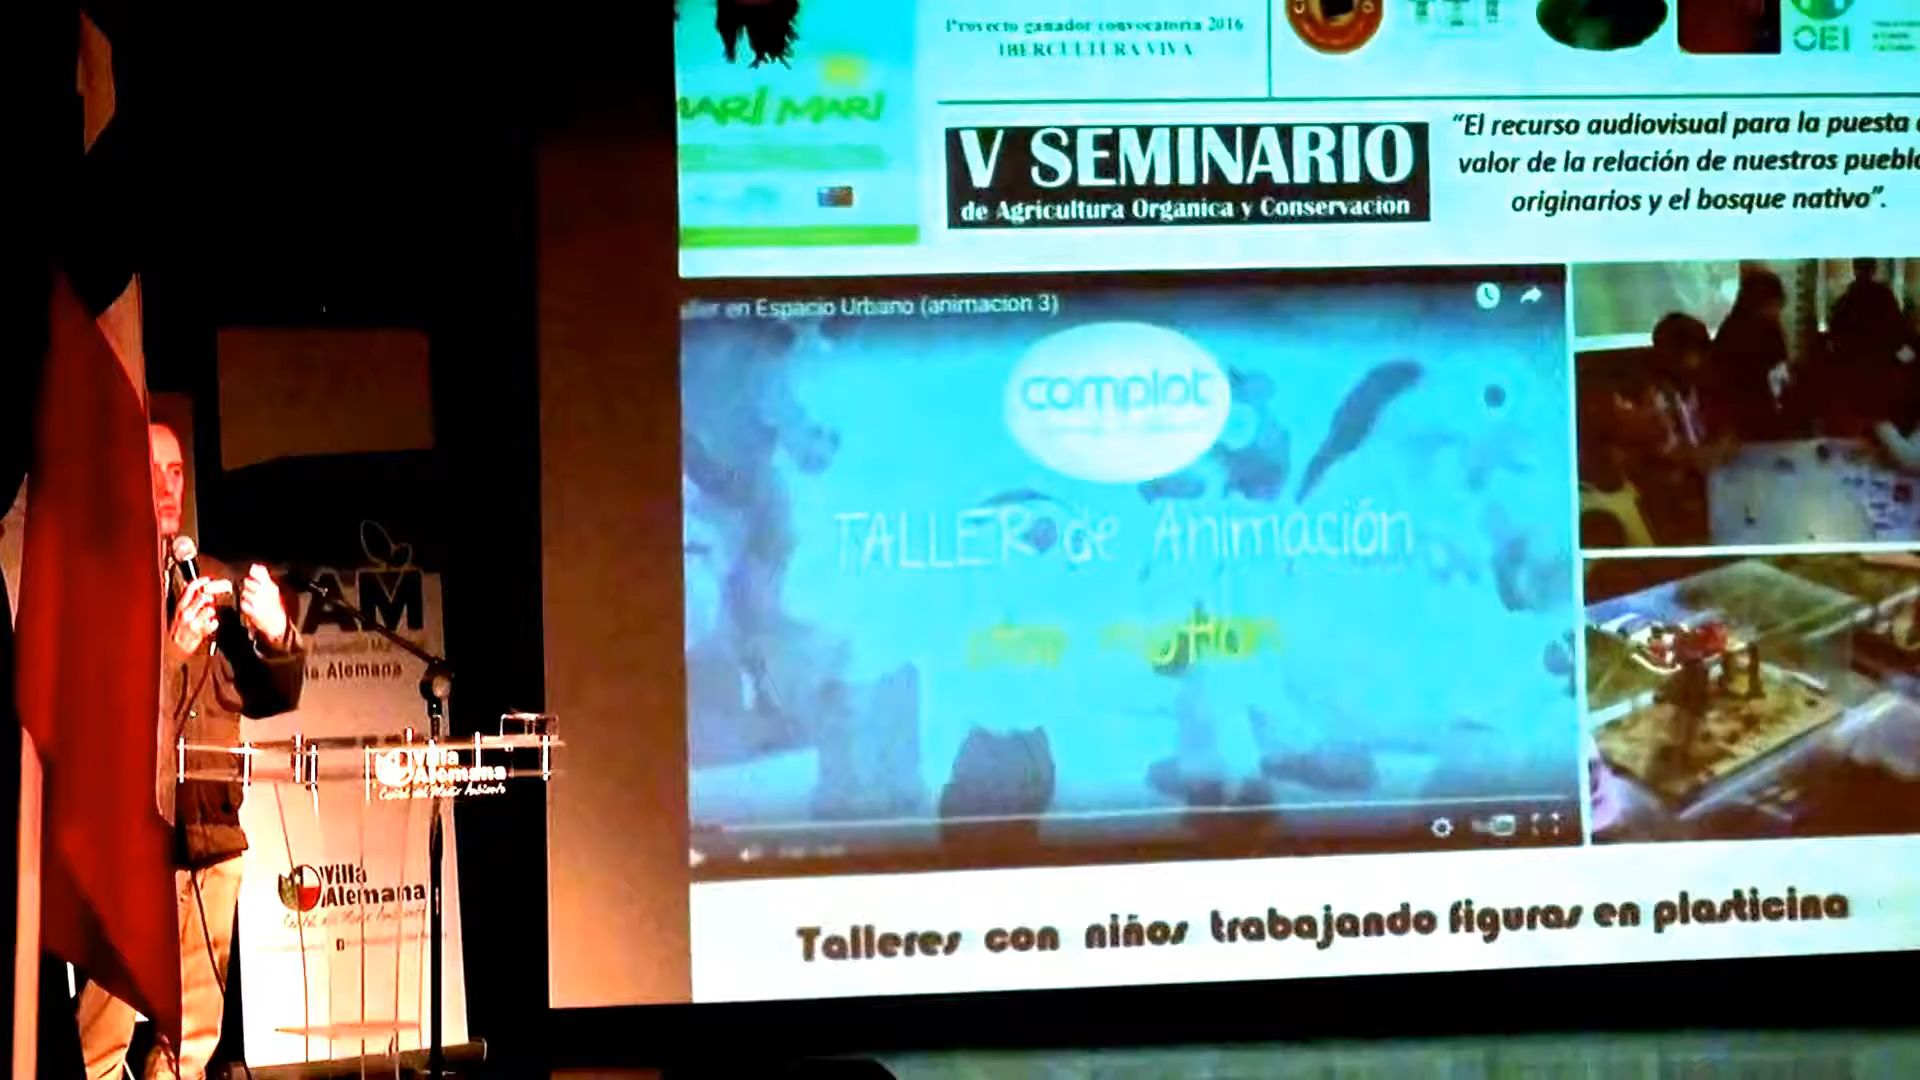 Proyecto ganador convocatoria 2016
IBERCULTURA VIVA
OEI
MARI MARI
V SEMINARIO
de Agricultura Organica y Conservacion
“El recurso audiovisual para la puesta
valor de la relación de nuestros
originarios y el bosque nativo”.
en Espacio Urbano (animacion 3)
complot
TALLER de Animación
stop motion
Talleres con niños trabajando figuras en plasticina
AM
Alemana
Villa
Alemana
Villa
Alemana